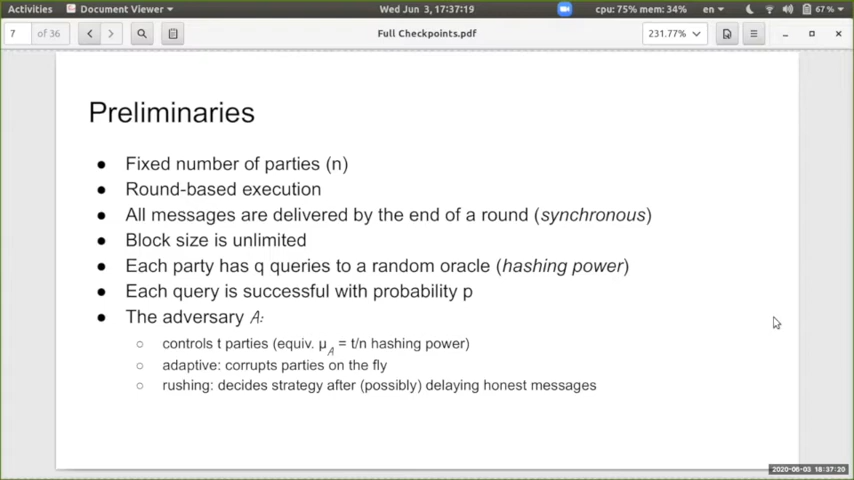 Activities Document Viewer Wed Jun 3, 17:37:19 cpu: 75% mem: 34% en 67 %
7 of 36 Full Checkpoints.pdf 231.77%
Preliminaries
● Fixed number of parties (n)
● Round-based execution
● All messages are delivered by the end of a round (synchronous)
● Block size is unlimited
● Each party has q queries to a random oracle (hashing power)
● Each query is successful with probability p
● The adversary A:
○ controls t parties (equiv. μ_A = t/n hashing power)
○ adaptive: corrupts parties on the fly
○ rushing: decides strategy after (possibly) delaying honest messages
2020-06-03 18:37:20